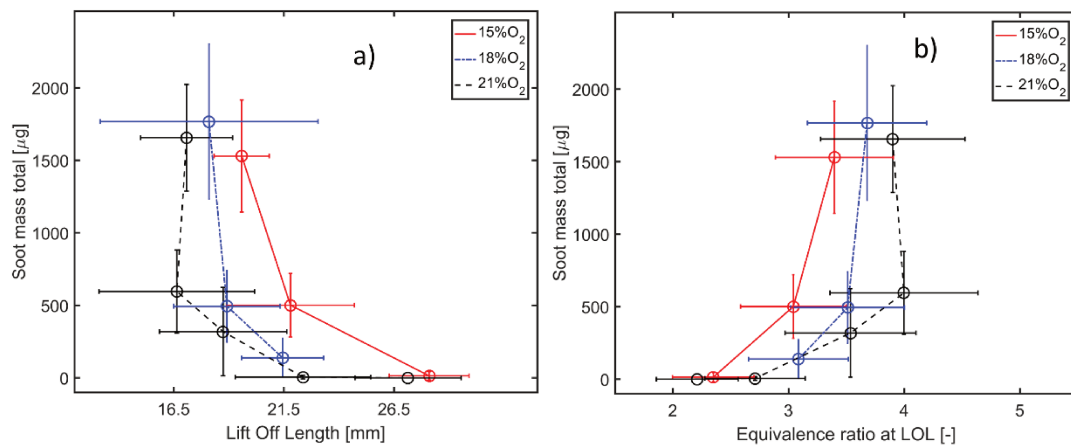 a)
15%O₂
18%O₂
21%O₂
Soot mass total [µg]
2000
1500
1000
500
0
16.5 21.5 26.5
Lift Off Length [mm]
b)
15%O₂
18%O₂
21%O₂
Soot mass total [µg]
2000
1500
1000
500
0
2 3 4 5
Equivalence ratio at LOL [-]